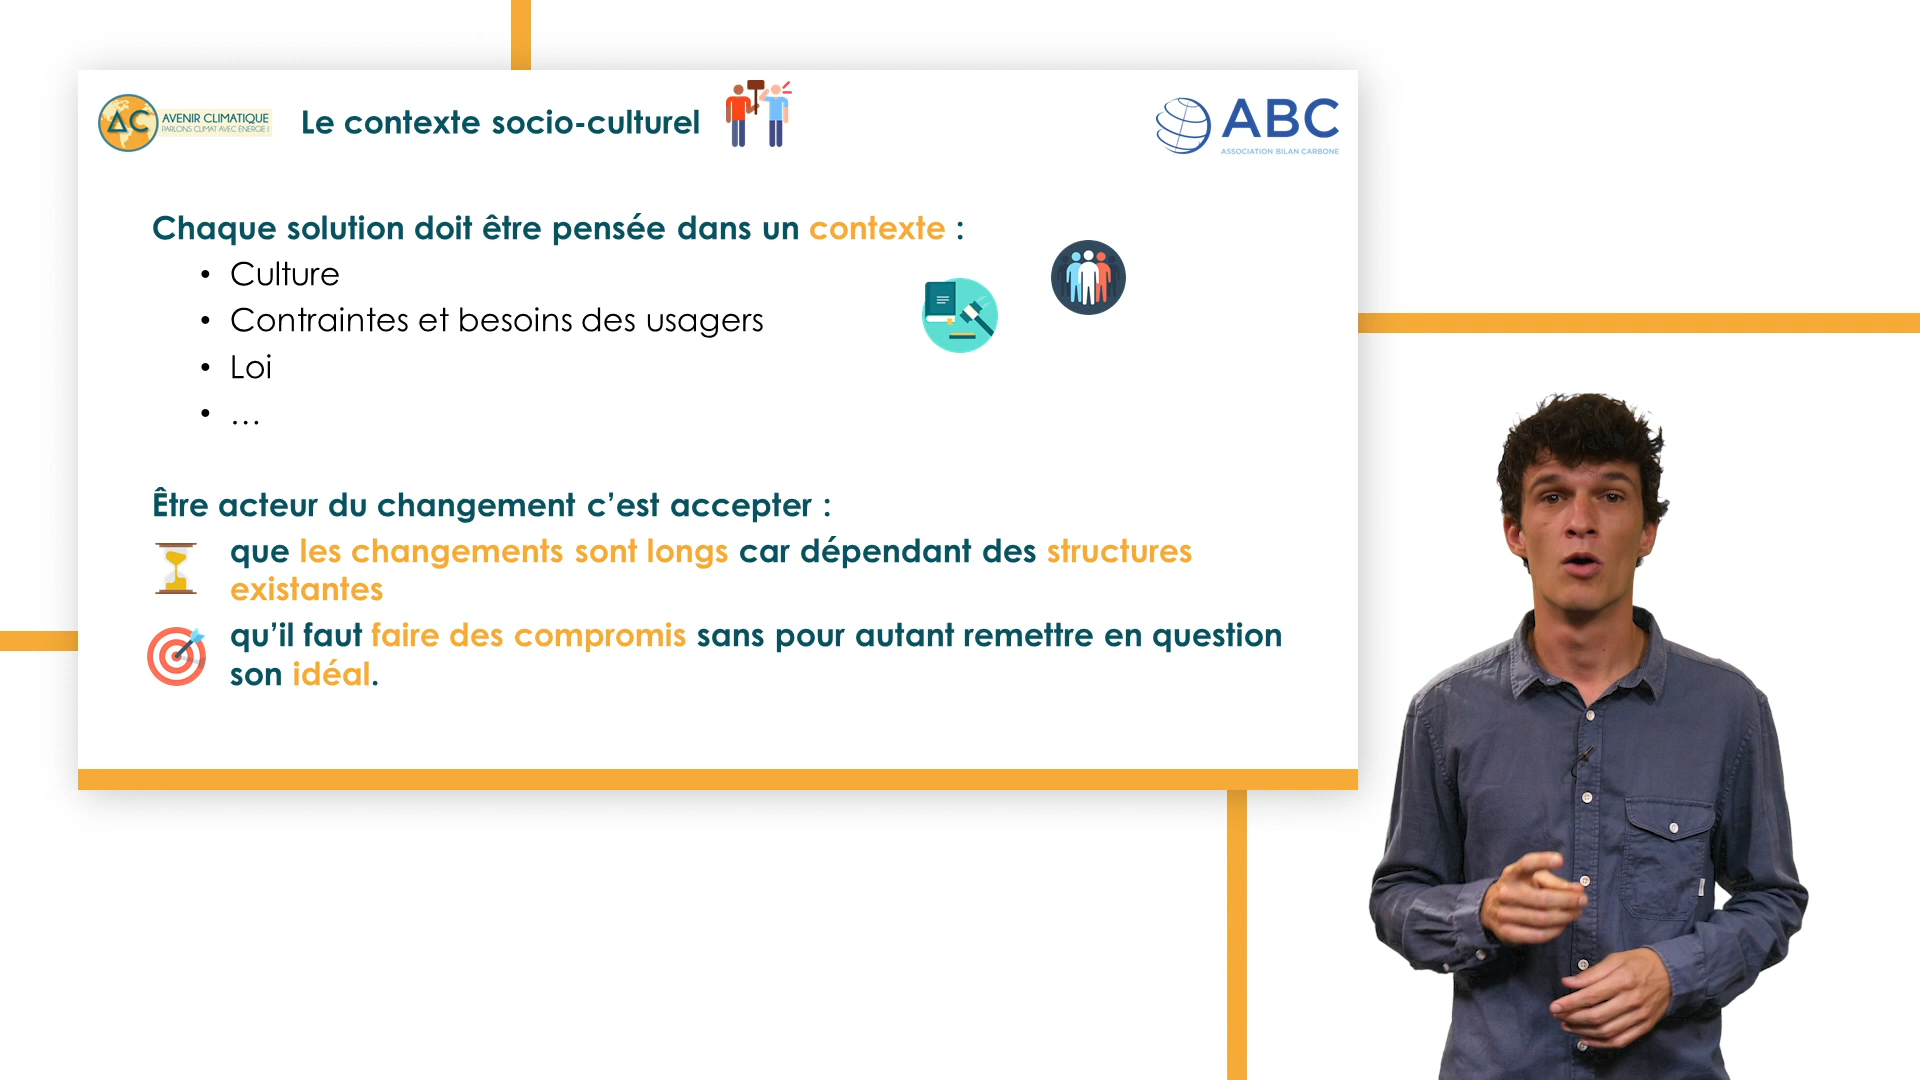 AC
AVENIR CLIMATIQUE
PARLONS CLIMAT AVEC ÉNERGIE !
Le contexte socio-culturel
ABC
ASSOCIATION BILAN CARBONE
Chaque solution doit être pensée dans un contexte :
• Culture
• Contraintes et besoins des usagers
• Loi
• …
Être acteur du changement c’est accepter :
que les changements sont longs car dépendant des structures
existantes
qu’il faut faire des compromis sans pour autant remettre en question
son idéal.